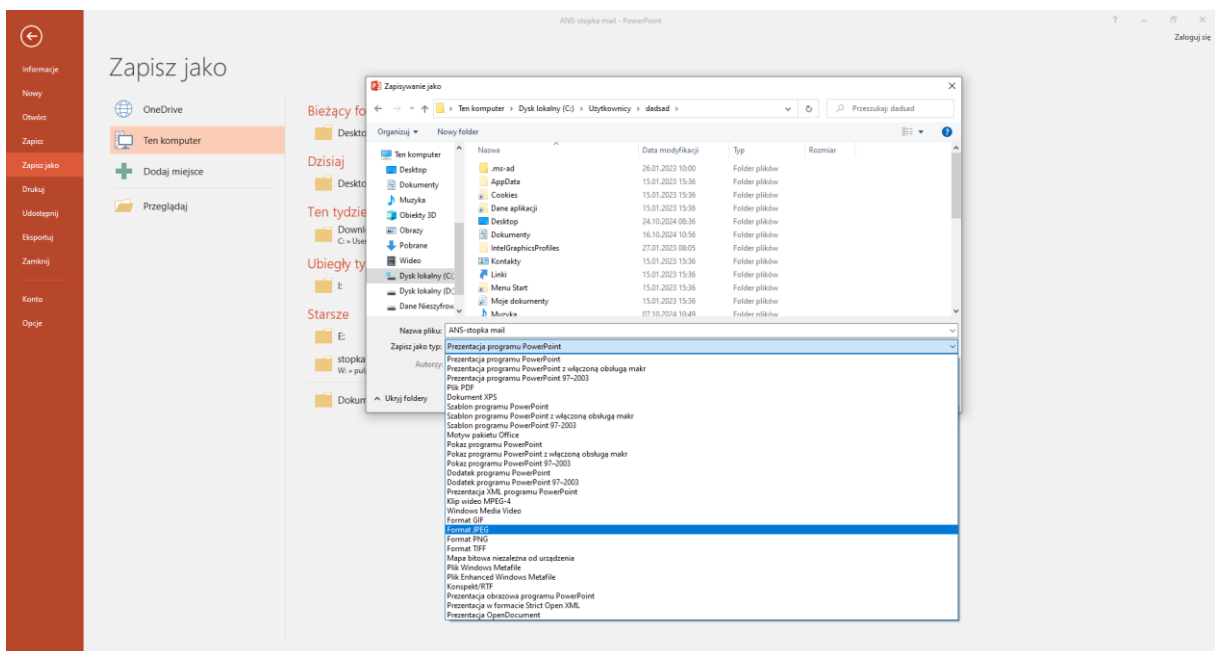 ANS-stopka mail - PowerPoint
?
Zaloguj się
Informacje
Nowy
Otwórz
Zapisz
Zapisz jako
Drukuj
Udostępnij
Eksportuj
Zamknij
Konto
Opcje
Zapisz jako
OneDrive
Ten komputer
Dodaj miejsce
Przeglądaj
Bieżący fo
Deskto
Dzisiaj
Deskto
Ten tydzie
Downl
C: » User
Ubiegły ty
I:
Starsze
E:
stopka
W: » pub
Dokum
Zapisywanie jako
Ten komputer › Dysk lokalny (C:) › Użytkownicy › dadsad ›
Przeszukaj: dadsad
Organizuj
Nowy folder
Ten komputer
Desktop
Dokumenty
Muzyka
Obiekty 3D
Obrazy
Pobrane
Wideo
Dysk lokalny (C:
Dysk lokalny (D:
Dane Nieszyfrow
Nazwa Data modyfikacji Typ Rozmiar
.ms-ad 26.01.2023 10:00 Folder plików
AppData 15.01.2023 15:36 Folder plików
Cookies 15.01.2023 15:36 Folder plików
Dane aplikacji 15.01.2023 15:36 Folder plików
Desktop 24.10.2024 08:36 Folder plików
Dokumenty 16.10.2024 10:56 Folder plików
IntelGraphicsProfiles 27.01.2023 08:05 Folder plików
Kontakty 15.01.2023 15:36 Folder plików
Linki 15.01.2023 15:36 Folder plików
Menu Start 15.01.2023 15:36 Folder plików
Moje dokumenty 15.01.2023 15:36 Folder plików
Muzyka 07.10.2024 10:49 Folder plików
Nazwa pliku: ANS-stopka mail
Zapisz jako typ: Prezentacja programu PowerPoint
Autorzy:
Ukryj foldery
Prezentacja programu PowerPoint
Prezentacja programu PowerPoint z włączoną obsługą makr
Prezentacja programu PowerPoint 97–2003
Plik PDF
Dokument XPS
Szablon programu PowerPoint
Szablon programu PowerPoint z włączoną obsługą makr
Szablon programu PowerPoint 97-2003
Motyw pakietu Office
Pokaz programu PowerPoint
Pokaz programu PowerPoint z włączoną obsługą makr
Pokaz programu PowerPoint 97–2003
Dodatek programu PowerPoint
Dodatek programu PowerPoint 97–2003
Prezentacja XML programu PowerPoint
Klip wideo MPEG-4
Windows Media Video
Format GIF
Format JPEG
Format PNG
Format TIFF
Mapa bitowa niezależna od urządzenia
Plik Windows Metafile
Plik Enhanced Windows Metafile
Konspekt/RTF
Prezentacja obrazowa programu PowerPoint
Prezentacja w formacie Strict Open XML
Prezentacja OpenDocument